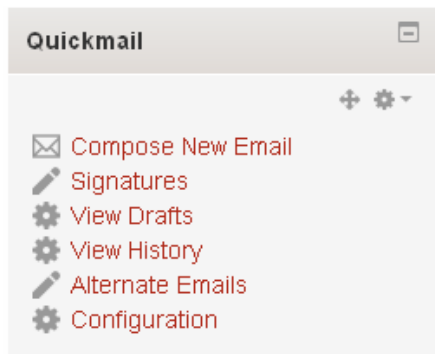 Quickmail
Compose New Email
Signatures
View Drafts
View History
Alternate Emails
Configuration